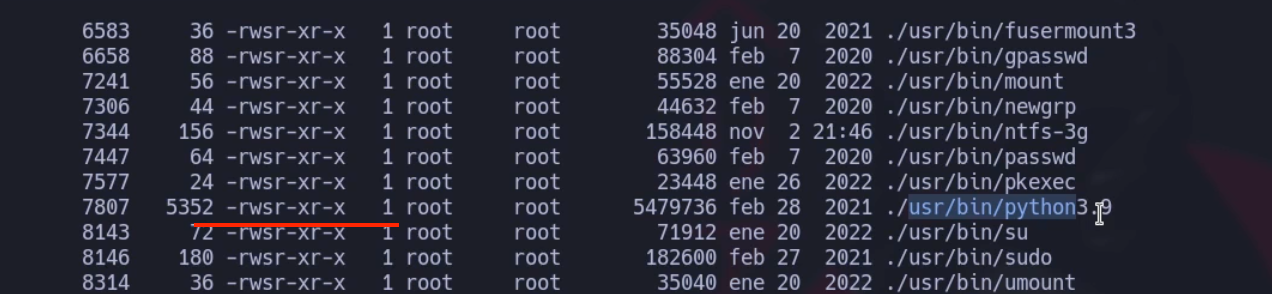 6583 36 -rwsr-xr-x 1 root root 35048 jun 20 2021 ./usr/bin/fusermount3
6658 88 -rwsr-xr-x 1 root root 88304 feb 7 2020 ./usr/bin/gpasswd
7241 56 -rwsr-xr-x 1 root root 55528 ene 20 2022 ./usr/bin/mount
7306 44 -rwsr-xr-x 1 root root 44632 feb 7 2020 ./usr/bin/newgrp
7344 156 -rwsr-xr-x 1 root root 158448 nov 2 21:46 ./usr/bin/ntfs-3g
7447 64 -rwsr-xr-x 1 root root 63960 feb 7 2020 ./usr/bin/passwd
7577 24 -rwsr-xr-x 1 root root 23448 ene 26 2022 ./usr/bin/pkexec
7807 5352 -rwsr-xr-x 1 root root 5479736 feb 28 2021 ./usr/bin/python3.9
8143 72 -rwsr-xr-x 1 root root 71912 ene 20 2022 ./usr/bin/su
8146 180 -rwsr-xr-x 1 root root 182600 feb 27 2021 ./usr/bin/sudo
8314 36 -rwsr-xr-x 1 root root 35040 ene 20 2022 ./usr/bin/umount